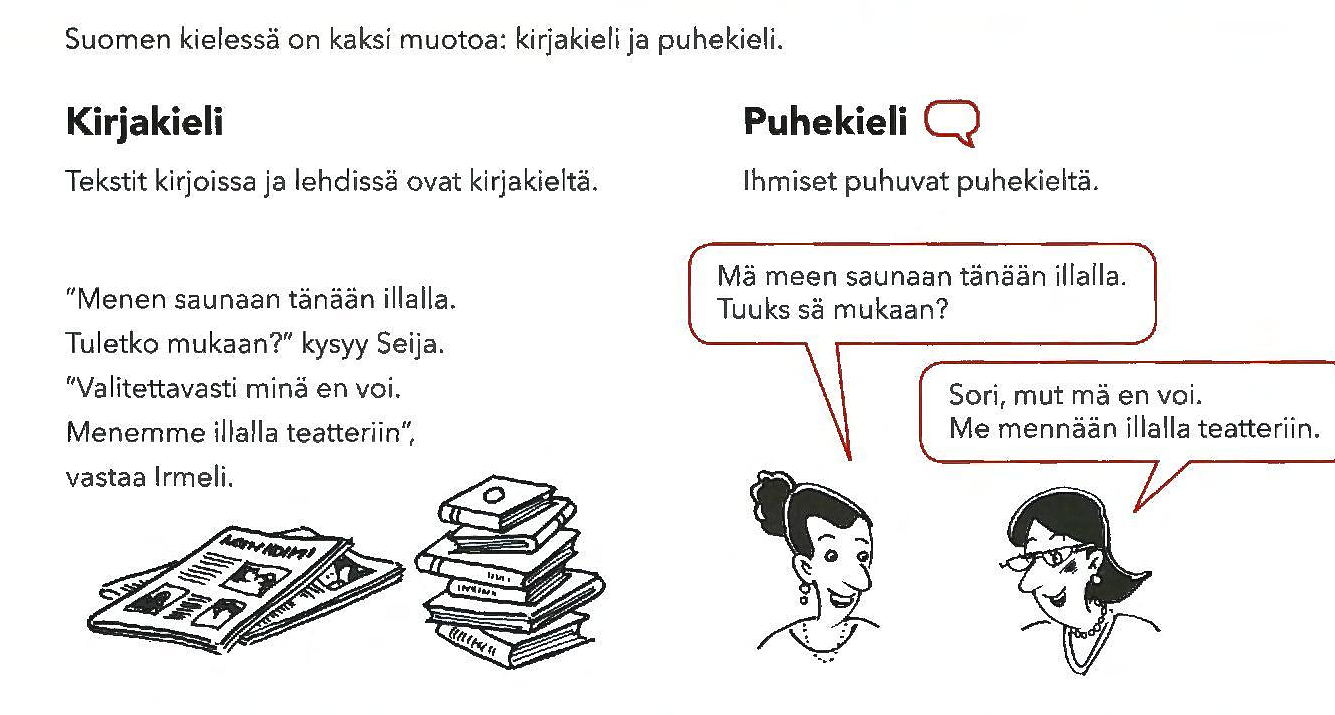 Suomen kielessä on kaksi muotoa: kirjakieli ja puhekieli.
Kirjakieli
Tekstit kirjoissa ja lehdissä ovat kirjakieltä.
"Menen saunaan tänään illalla.
Tuletko mukaan?" kysyy Seija.
"Valitettavasti minä en voi.
Menemme illalla teatteriin",
vastaa Irmeli.
Puhekieli
Ihmiset puhuvat puhekieltä.
Mä meen saunaan tänään illalla.
Tuuks sä mukaan?
Sori, mut mä en voi.
Me mennään illalla teatteriin.